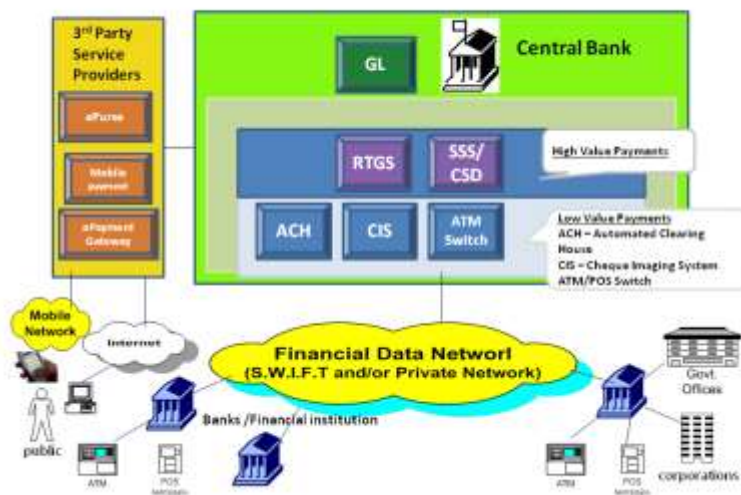 3rd Party
Service
Providers
ePurse
Mobile
payment
ePayment
Gateway
GL
Central Bank
RTGS
SSS/
CSD
High Value Payments
ACH
CIS
ATM
Switch
Low Value Payments
ACH – Automated Clearing
House
CIS – Cheque Imaging System
ATM/POS Switch
Mobile
Network
Internet
Financial Data Networl
(S.W.I.F.T and/or Private Network)
Govt.
Offices
public
Banks /Financial institution
ATM
POS
ATM
POS
corporations